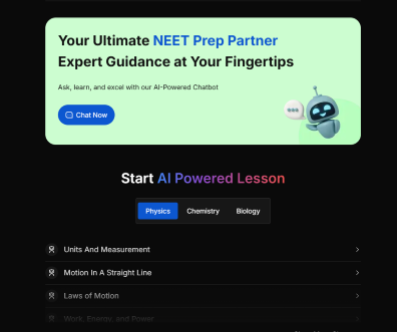 Your Ultimate NEET Prep Partner
Expert Guidance at Your Fingertips
Ask, learn, and excel with our AI-Powered Chatbot
Chat Now
Start AI Powered Lesson
Physics Chemistry Biology
Units And Measurement
Motion In A Straight Line
Laws of Motion
Work, Energy, and Power